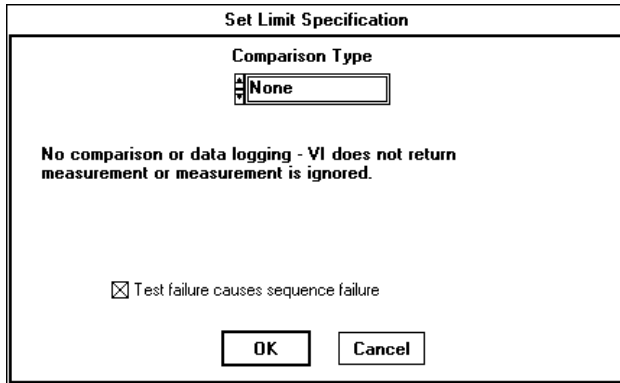 Set Limit Specification
Comparison Type
None
No comparison or data logging - VI does not return
measurement or measurement is ignored.
Test failure causes sequence failure
OK
Cancel